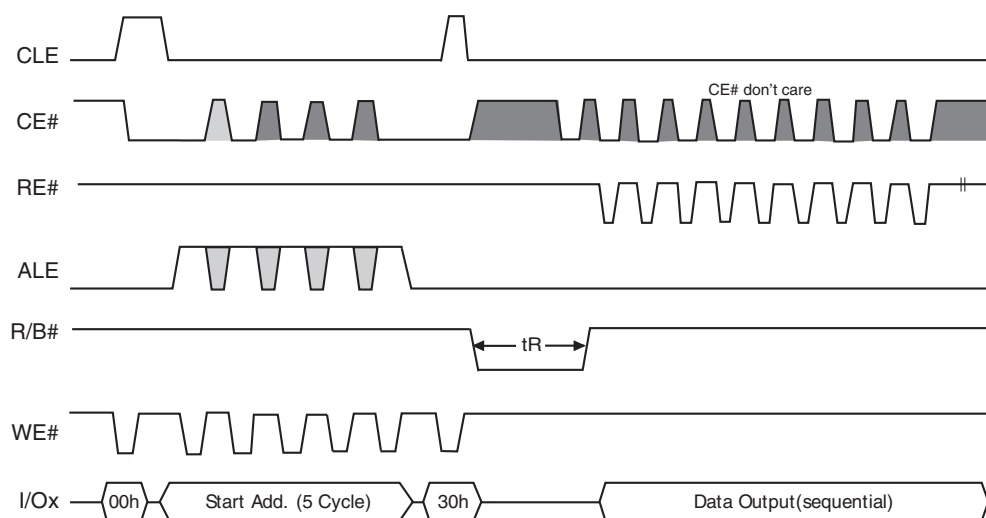 CLE
CE# don't care
CE#
RE#
ALE
R/B#
tR
WE#
I/Ox
00h
Start Add. (5 Cycle)
30h
Data Output(sequential)